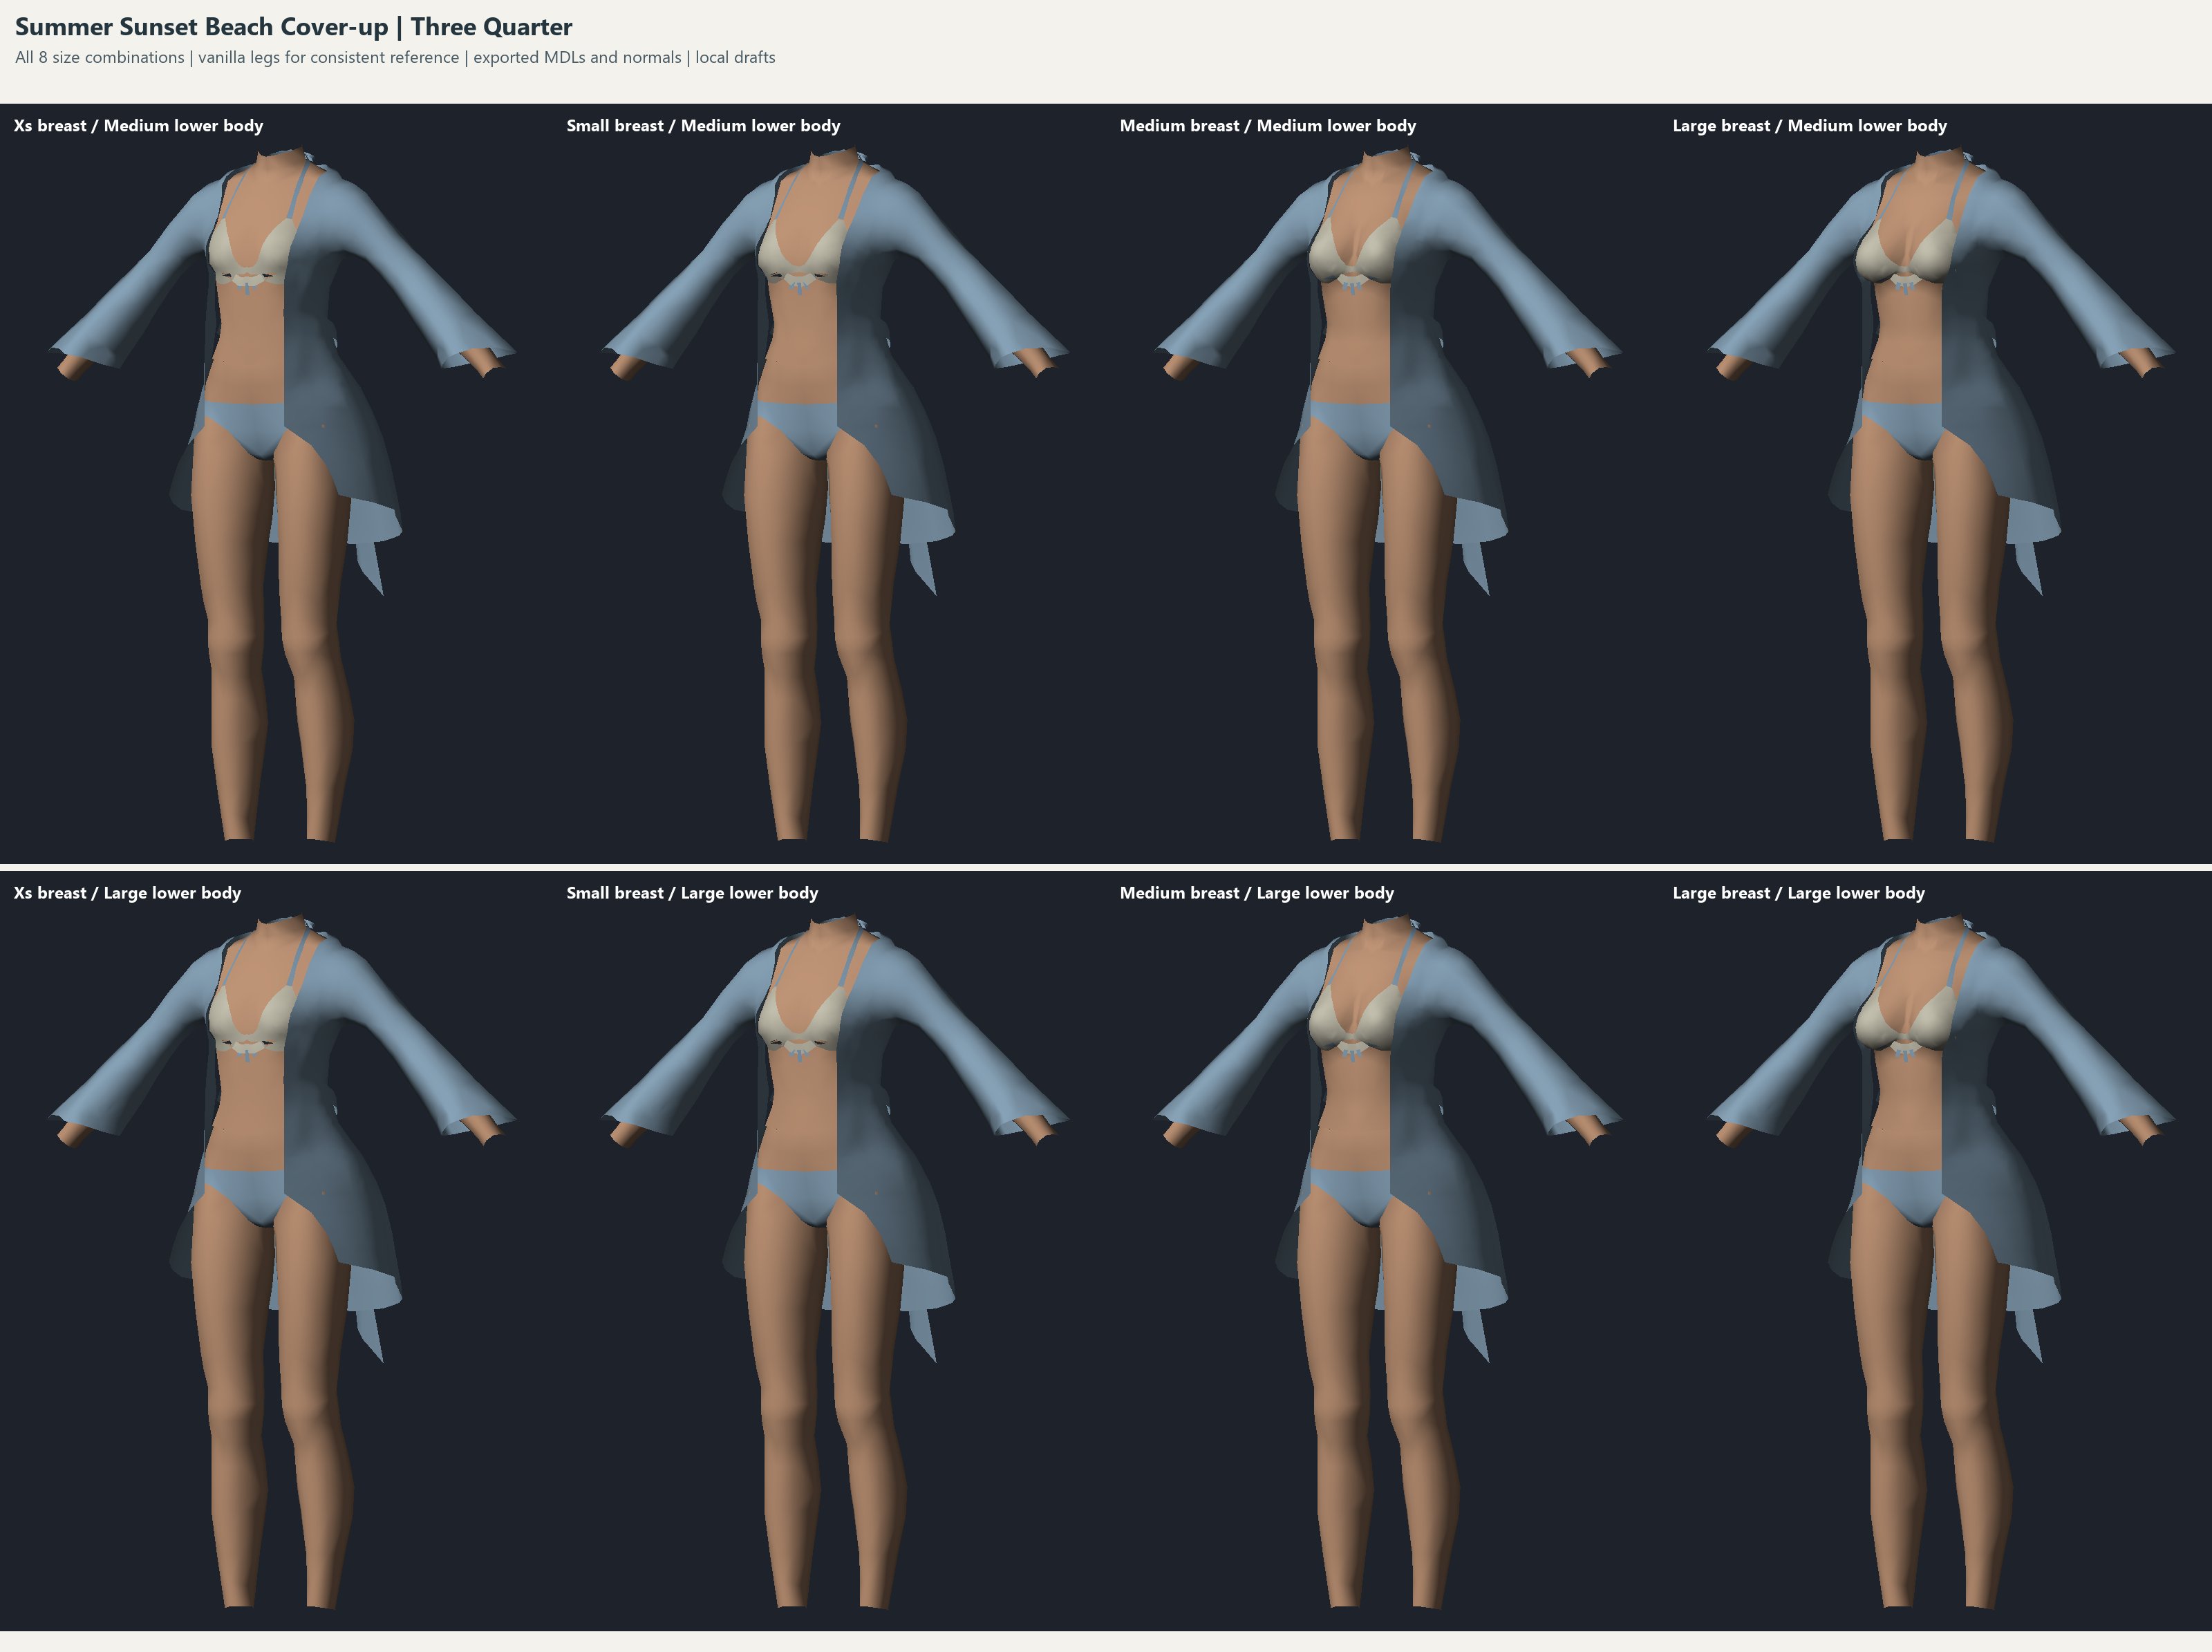 Summer Sunset Beach Cover-up | Three Quarter
All 8 size combinations | vanilla legs for consistent reference | exported MDLs and normals | local drafts
Xs breast / Medium lower body
Small breast / Medium lower body
Medium breast / Medium lower body
Large breast / Medium lower body
Xs breast / Large lower body
Small breast / Large lower body
Medium breast / Large lower body
Large breast / Large lower body